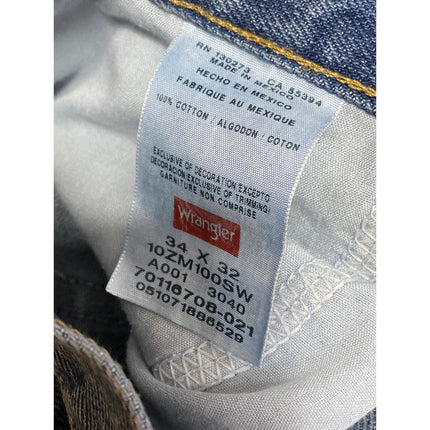 RN 130273 CA 55394
MADE IN MEXICO
HECHO EN MEXICO
FABRIQUE AU MEXIQUE
100% COTTON / ALGODON / COTON
EXCLUSIVE OF DECORATION/EXCEPTO
DECORACION/EXCLUSIVE OF TRIMMING/
GARNITURE NON COMPRISE
Wrangler
34 X 32
10ZM100SW
A001 3040
70116708-021
051071886529